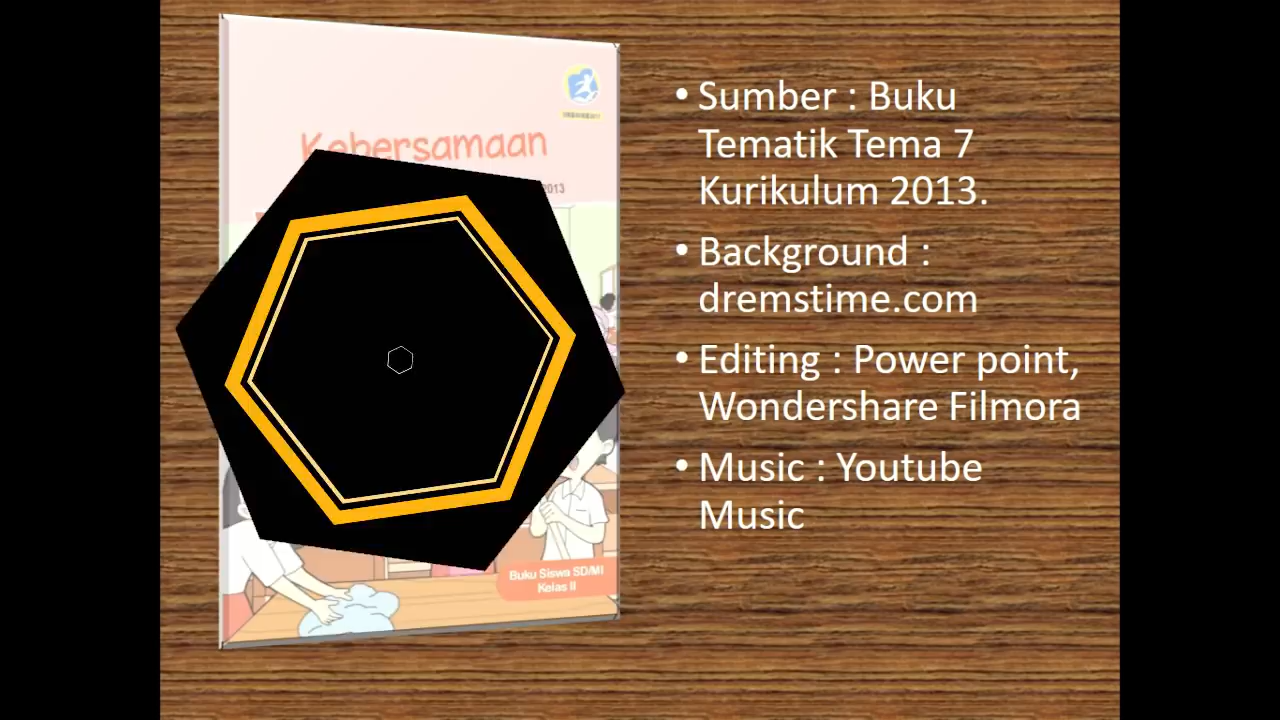 Kebersamaan
2013
Buku Siswa SD/MI
Kelas II
• Sumber : Buku
Tematik Tema 7
Kurikulum 2013.
• Background :
dremstime.com
• Editing : Power point,
Wondershare Filmora
• Music : Youtube
Music